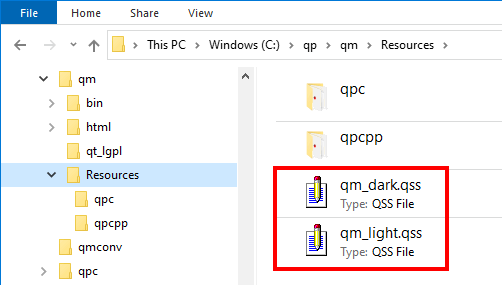 File Home Share View
This PC > Windows (C:) > qp > qm > Resources >
qm
bin
html
qt_lgpl
Resources
qpc
qpcpp
qmconv
qpc
qpc
qpcpp
qm_dark.qss
Type: QSS File
qm_light.qss
Type: QSS File